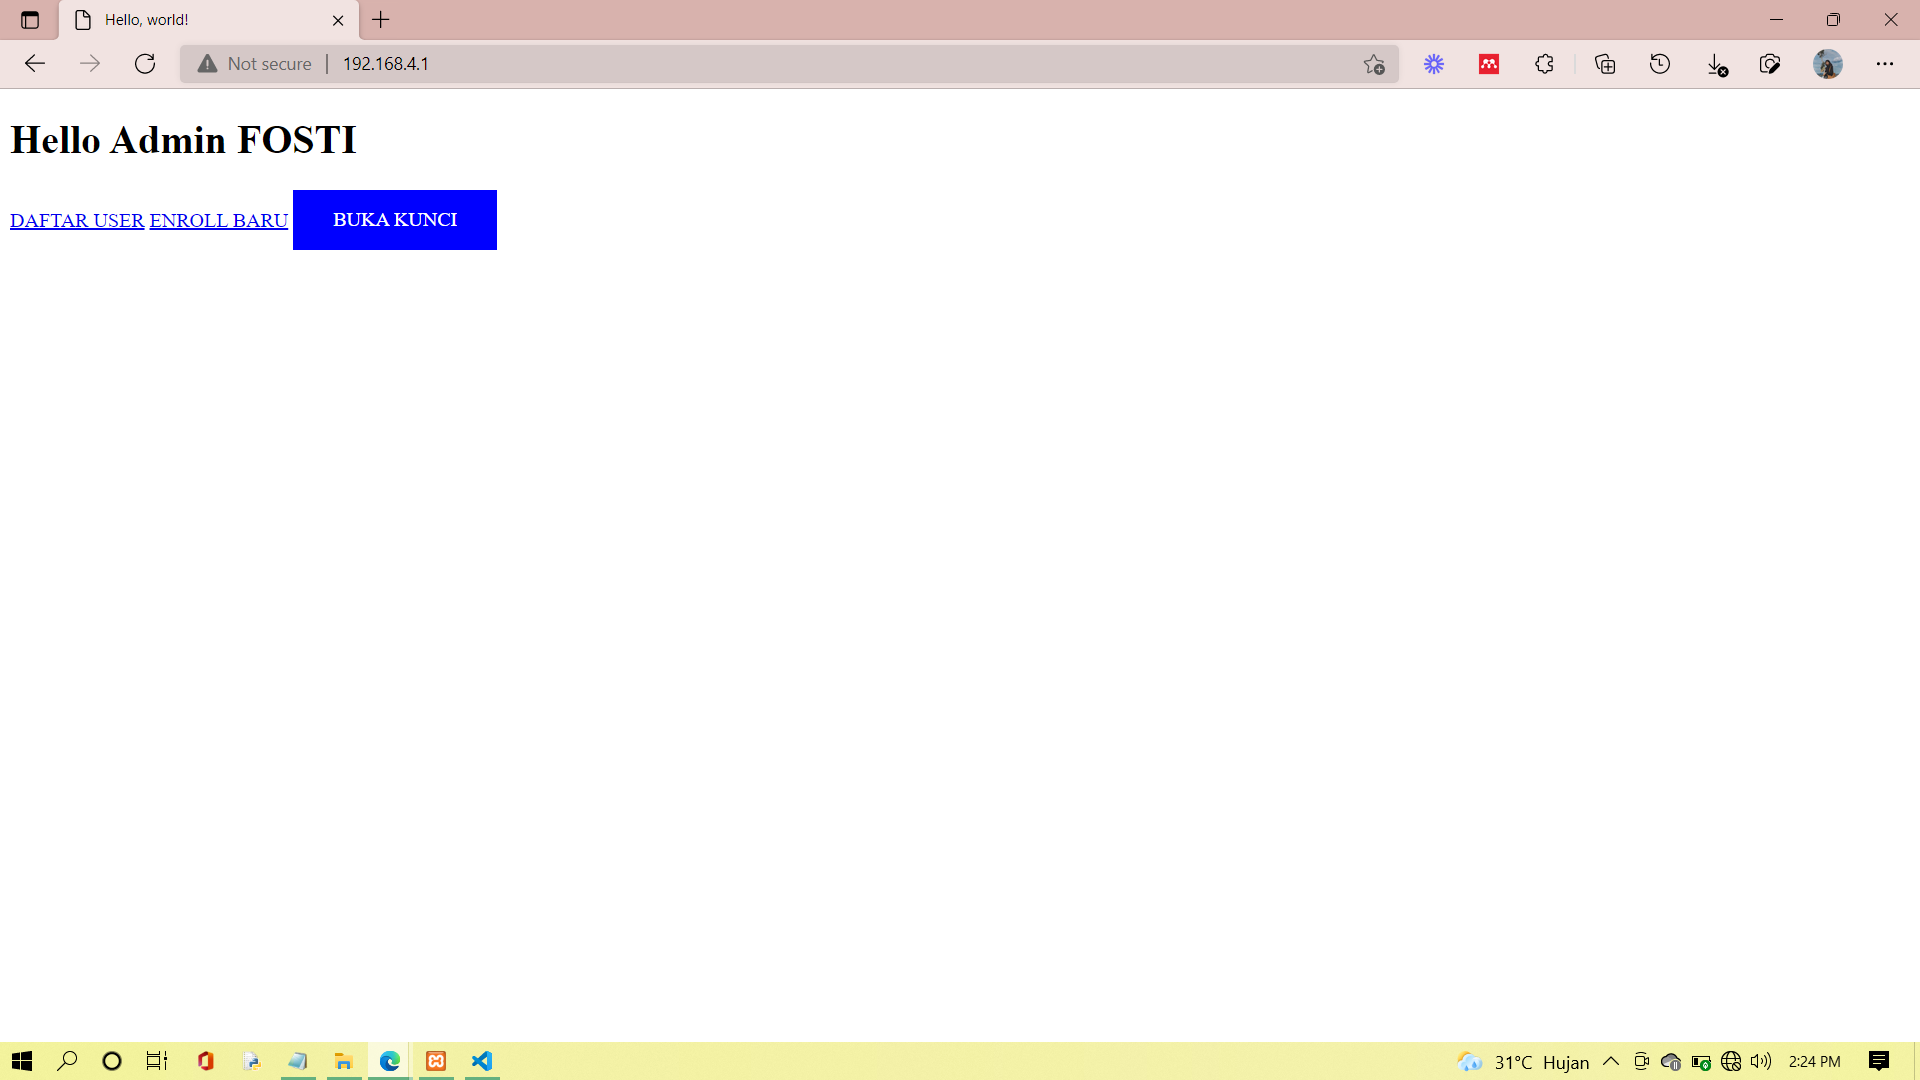 Hello, world!
Not secure | 192.168.4.1
Hello Admin FOSTI
DAFTAR USER ENROLL BARU BUKA KUNCI
31°C Hujan 2:24 PM